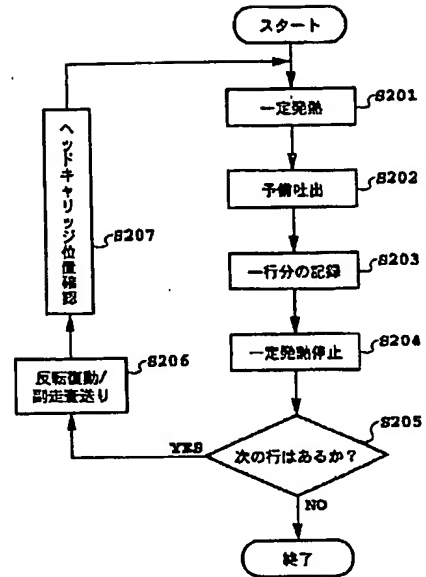 スタート
一定発熱
S201
予備吐出
S202
一行分の記録
S203
一定発熱停止
S204
次の行はあるか?
S205
YES
NO
反転復動/
副走査送り
S206
ヘッドキャリッジ位置確認
S207
終了